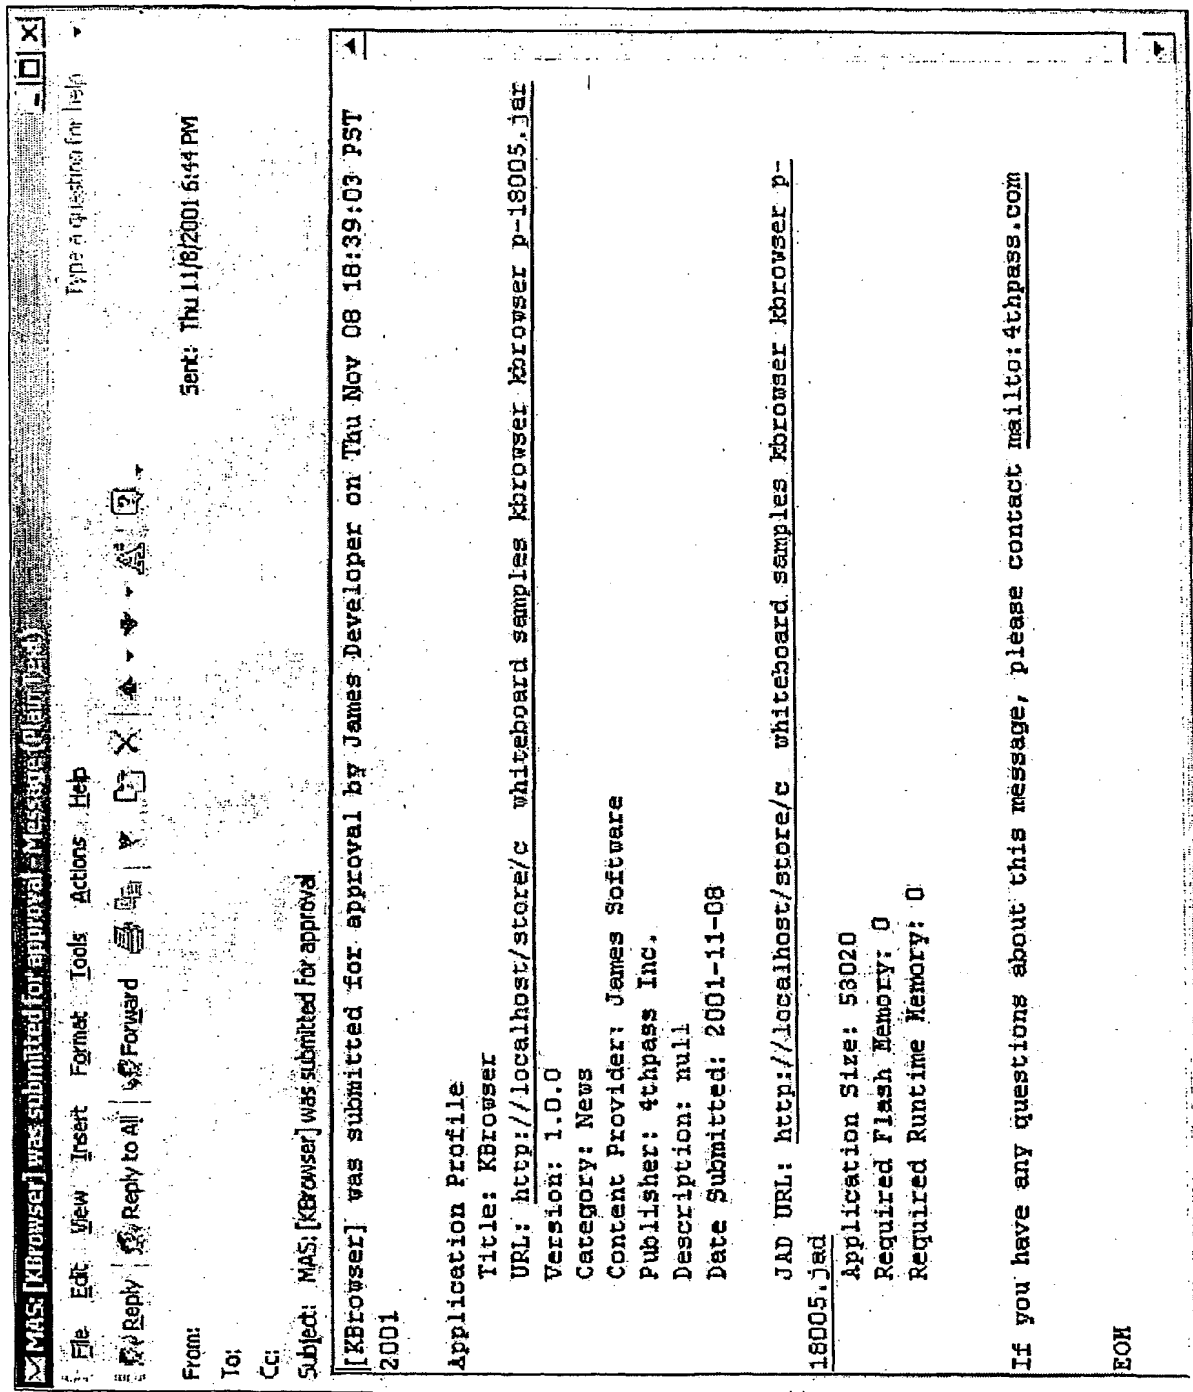 MAS: [KBrowser] was submitted for approval - Message (Plain Text)
File Edit View Insert Format Tools Actions Help Type a question for help
Reply Reply to All Forward
From:
To: Sent: Thu 11/8/2001 6:44 PM
Cc:
Subject: MAS: [KBrowser] was submitted for approval
[KBrowser] was submitted for approval by James Developer on Thu Nov 08 18:39:03 PST
2001
Application Profile
Title: KBrowser
URL: http://localhost/store/c whiteboard samples kbrowser kbrowser p-18005.jar
Version: 1.0.0
Category: News
Content Provider: James Software
Publisher: 4thpass Inc.
Description: null
Date Submitted: 2001-11-08
JAD URL: http://localhost/store/c whiteboard samples kbrowser kbrowser p-
18005.jad
Application Size: 53020
Required Flash Memory: 0
Required Runtime Memory: 0
If you have any questions about this message, please contact mailto:4thpass.com
EOM